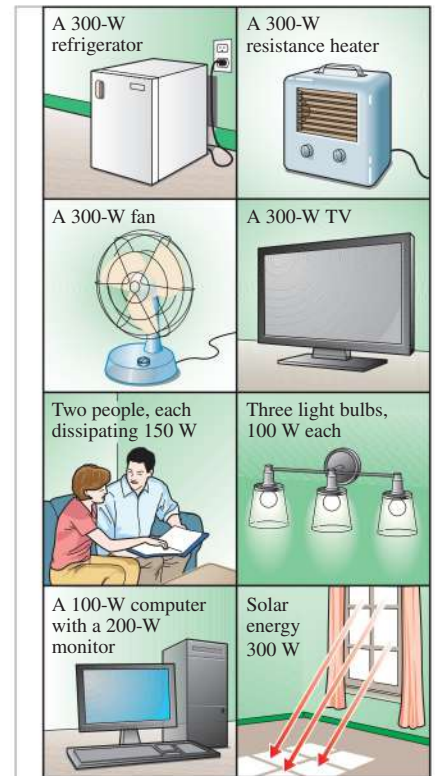 A 300-W
refrigerator
A 300-W
resistance heater
A 300-W fan
A 300-W TV
Two people, each
dissipating 150 W
Three light bulbs,
100 W each
A 100-W computer
with a 200-W
monitor
Solar
energy
300 W